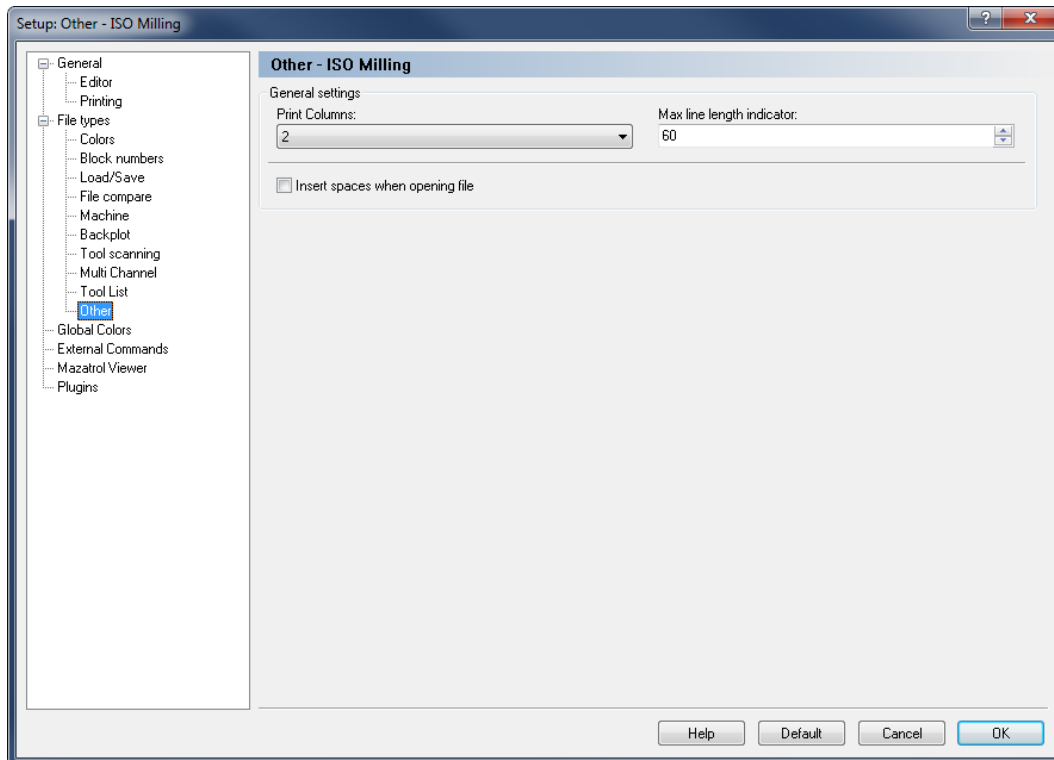 Setup: Other - ISO Milling
General
Editor
Printing
File types
Colors
Block numbers
Load/Save
File compare
Machine
Backplot
Tool scanning
Multi Channel
Tool List
Other
Global Colors
External Commands
Mazatrol Viewer
Plugins
Other - ISO Milling
General settings
Print Columns:
2
Max line length indicator:
60
Insert spaces when opening file
Help
Default
Cancel
OK